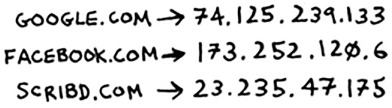 GOOGLE.COM → 74.125.239.133
FACEBOOK.COM → 173.252.120.6
SCRIBD.COM → 23.235.47.175